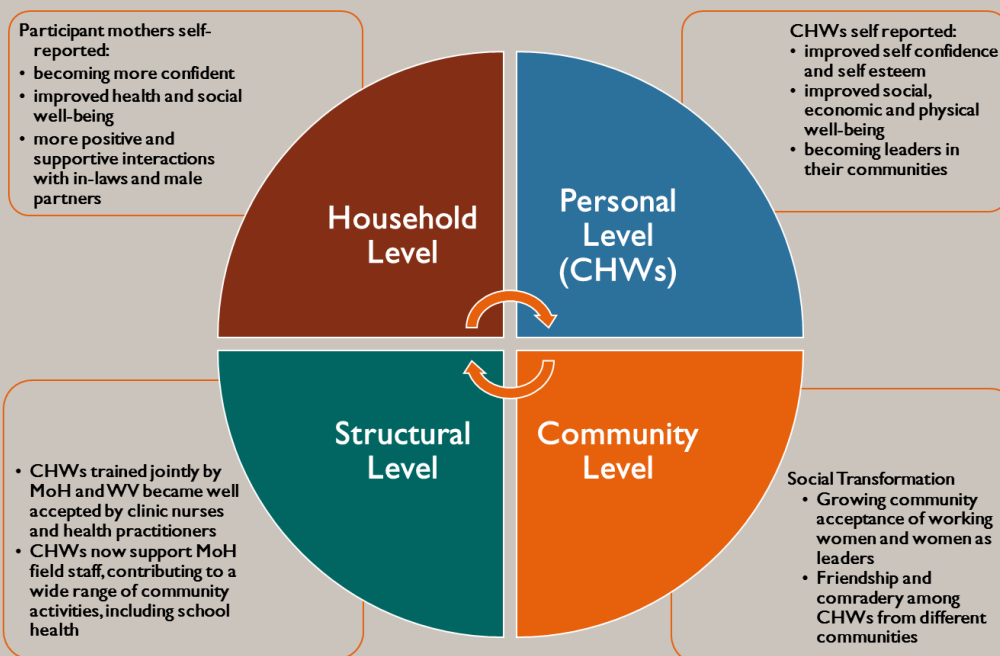 Participant mothers self-
reported:
• becoming more confident
• improved health and social
well-being
• more positive and
supportive interactions
with in-laws and male
partners
CHWs self reported:
• improved self confidence
and self esteem
• improved social,
economic and physical
well-being
• becoming leaders in
their communities
Household
Level
Personal
Level
(CHWs)
Structural
Level
Community
Level
• CHWs trained jointly by
MoH and WV became well
accepted by clinic nurses
and health practitioners
• CHWs now support MoH
field staff, contributing to a
wide range of community
activities, including school
health
Social Transformation
• Growing community
acceptance of working
women and women as
leaders
• Friendship and
comradery among
CHWs from different
communities